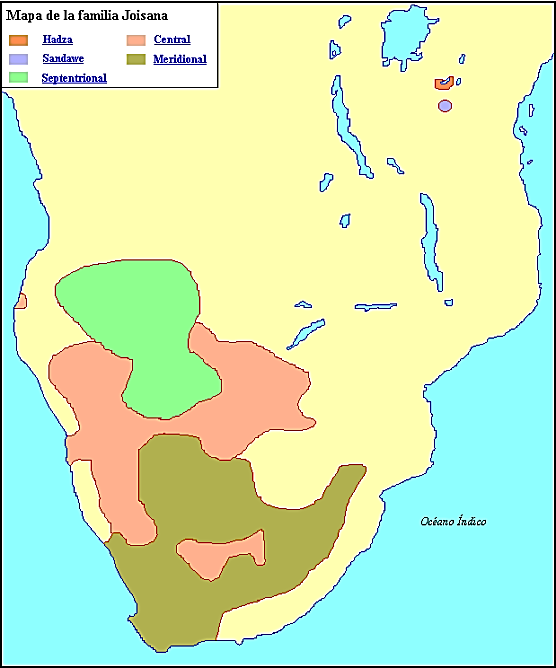 Mapa de la familia Joisana
Hadza
Central
Sandawe
Meridional
Septentrional
Océano Índico